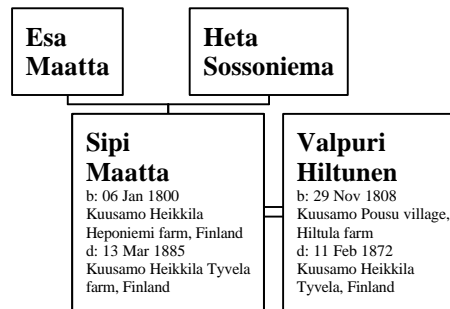 Esa
Maatta
Heta
Sossoniema
Sipi
Maatta
b: 06 Jan 1800
Kuusamo Heikkila
Heponiemi farm, Finland
d: 13 Mar 1885
Kuusamo Heikkila Tyvela
farm, Finland
Valpuri
Hiltunen
b: 29 Nov 1808
Kuusamo Pousu village,
Hiltula farm
d: 11 Feb 1872
Kuusamo Heikkila
Tyvela, Finland